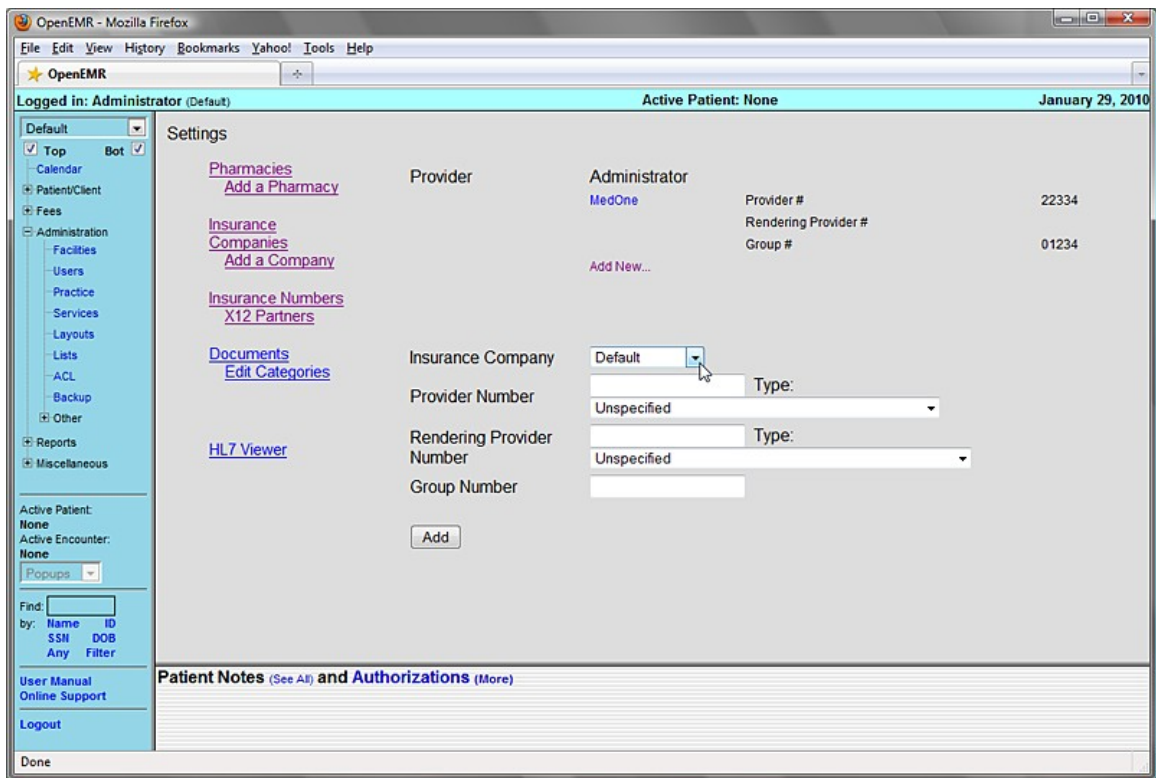 OpenEMR - Mozilla Firefox
File Edit View History Bookmarks Yahoo! Tools Help
OpenEMR
Logged in: Administrator (Default) Active Patient: None January 29, 2010
Default
Top Bot
Calendar
Patient/Client
Fees
Administration
Facilities
Users
Practice
Services
Layouts
Lists
ACL
Backup
Other
Reports
Miscellaneous
Active Patient:
None
Active Encounter:
None
Popups
Find:
by: Name ID
SSN DOB
Any Filter
User Manual
Online Support
Logout
Settings
Pharmacies
Add a Pharmacy
Insurance
Companies
Add a Company
Insurance Numbers
X12 Partners
Documents
Edit Categories
HL7 Viewer
Provider Administrator
MedOne Provider # 22334
Rendering Provider #
Group # 01234
Add New...
Insurance Company Default
Provider Number Type:
Unspecified
Rendering Provider
Number Type:
Unspecified
Group Number
Add
Patient Notes (See All) and Authorizations (More)
Done